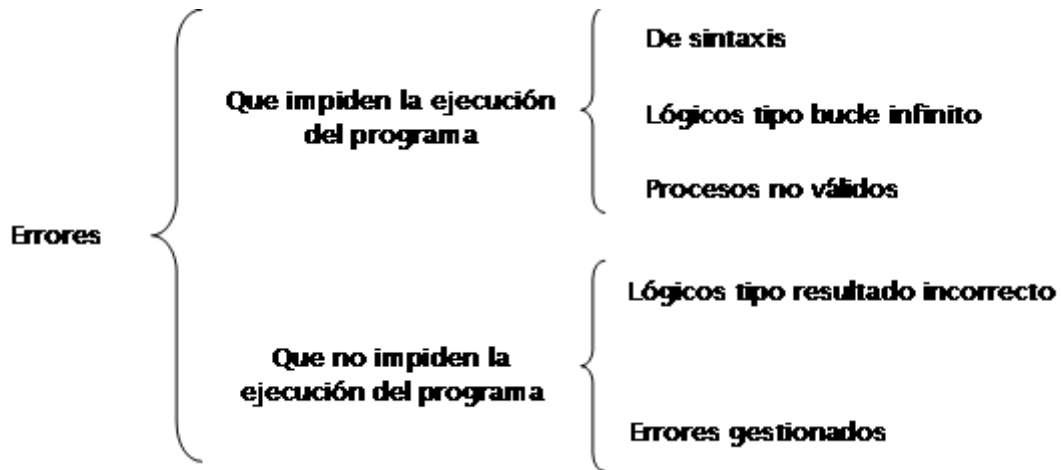 Errores
Que impiden la ejecución
del programa
De sintaxis
Lógicos tipo bucle infinito
Procesos no válidos
Que no impiden la
ejecución del programa
Lógicos tipo resultado incorrecto
Errores gestionados